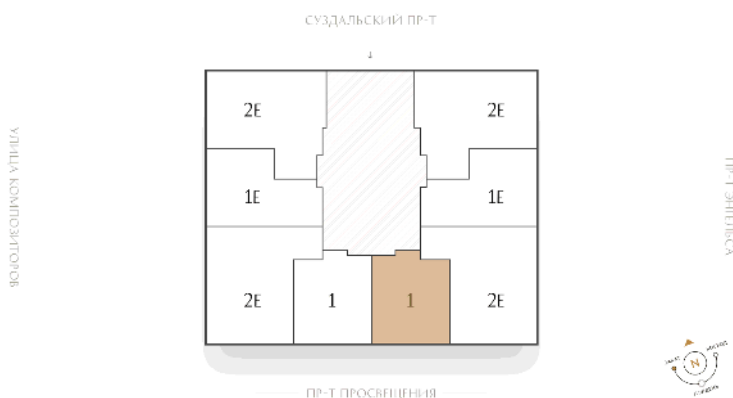 СУЗДАЛЬСКИЙ ПР-Т
2Е
2Е
УЛИЦА КОМПОЗИТОРОВ
ПР-Т ЭНГЕЛЬСА
1Е
1Е
2Е
1
1
2Е
N
ПР-Т ПРОСВЕЩЕНИЯ